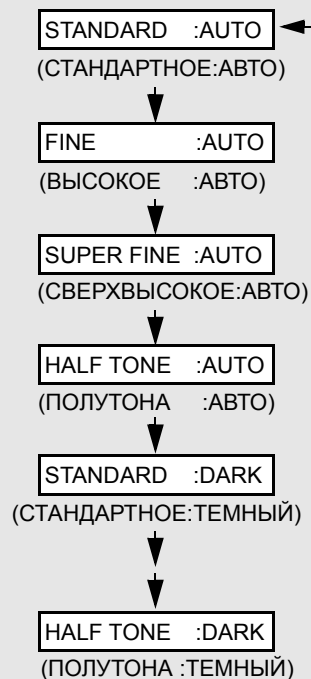 STANDARD :AUTO
(СТАНДАРТНОЕ:АВТО)
FINE :AUTO
(ВЫСОКОЕ :АВТО)
SUPER FINE :AUTO
(СВЕРХВЫСОКОЕ:АВТО)
HALF TONE :AUTO
(ПОЛУТОНА :АВТО)
STANDARD :DARK
(СТАНДАРТНОЕ:ТЕМНЫЙ)
HALF TONE :DARK
(ПОЛУТОНА :ТЕМНЫЙ)